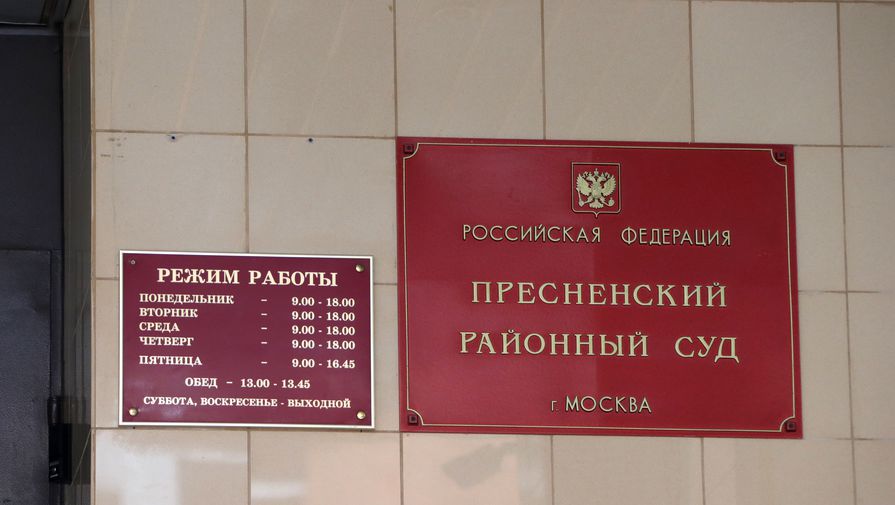 РЕЖИМ РАБОТЫ
ПОНЕДЕЛЬНИК - 9.00 - 18.00
ВТОРНИК - 9.00 - 18.00
СРЕДА - 9.00 - 18.00
ЧЕТВЕРГ - 9.00 - 18.00
ПЯТНИЦА - 9.00 - 16.45
ОБЕД - 13.00 - 13.45
СУББОТА, ВОСКРЕСЕНЬЕ - ВЫХОДНОЙ
РОССИЙСКАЯ ФЕДЕРАЦИЯ
ПРЕСНЕНСКИЙ
РАЙОННЫЙ СУД
г. МОСКВА